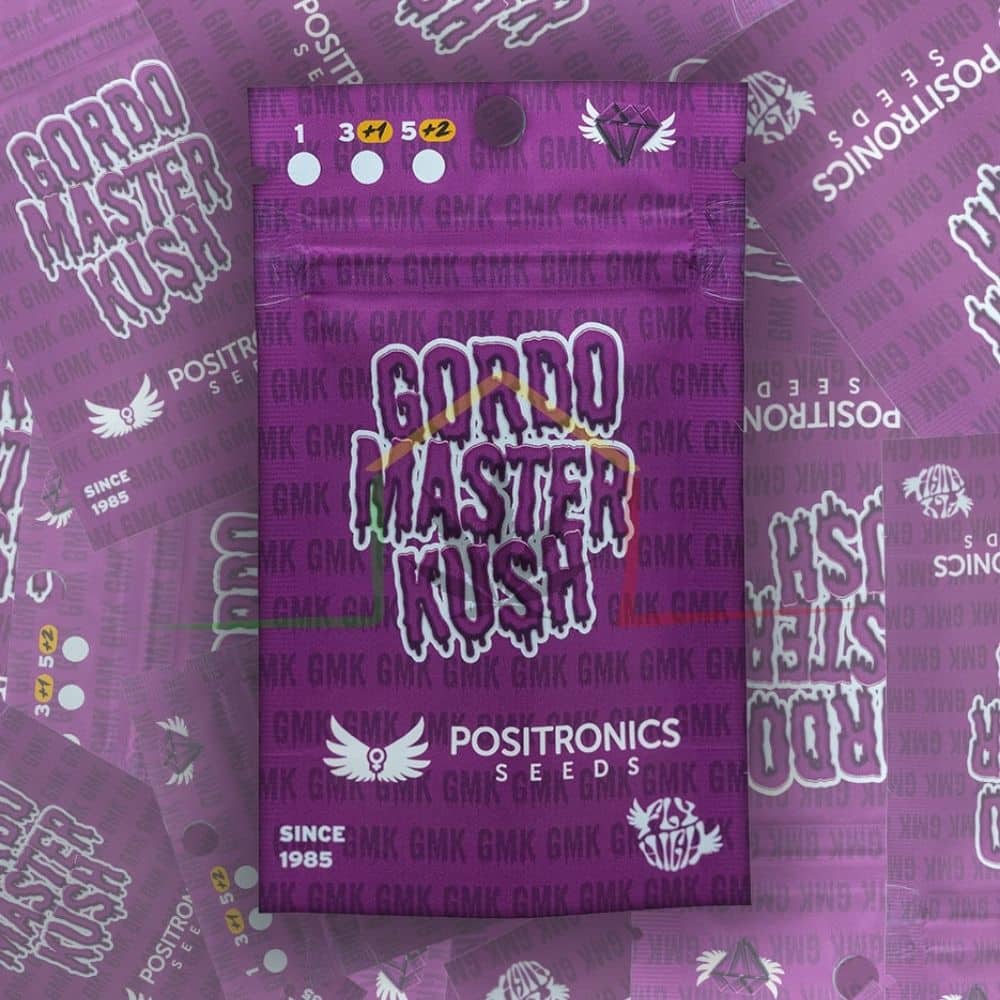 1 3 +1 5 +2
GMK GMK GMK GMK GMK GMK
GORDO
MASTER
KUSH
POSITRONICS
SEEDS
SINCE
1985
FLY
HIGH